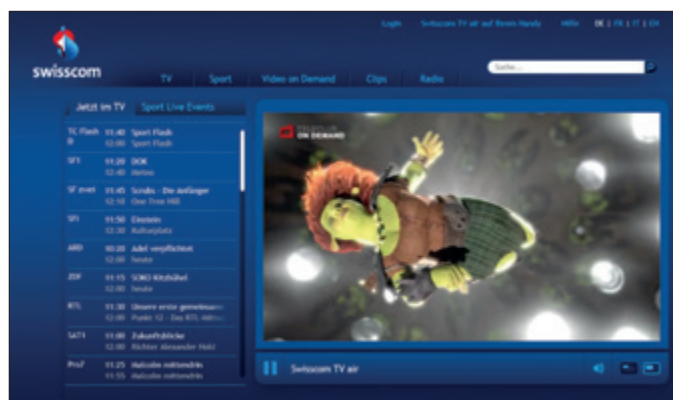 Login Swisscom TV air auf Ihrem Handy Hilfe DE | FR | IT | EN
swisscom
TV Sport Video on Demand Clips Radio
Suche...
Jetzt im TV Sport Live Events
TC Flash D 11:40 Sport Flash
12:00 Sport Flash
SF1 11:20 DOK
12:40 Meteo
SF zwei 11:45 Scrubs - Die Anfänger
12:10 One Tree Hill
SFi 11:50 Einstein
12:30 Kulturplatz
ARD 10:20 Adel verpflichtet
12:00 heute
ZDF 11:15 SOKO Kitzbühel
12:00 heute
RTL 11:30 Unsere erste gemeinsame
12:00 Punkt 12 - Das RTL-Mittag
SAT1 11:00 Zukunftsblicke
12:00 Richter Alexander Hold
Pro7 11:25 Malcolm mittendrin
11:55 Malcolm mittendrin
ON DEMAND
Swisscom TV air